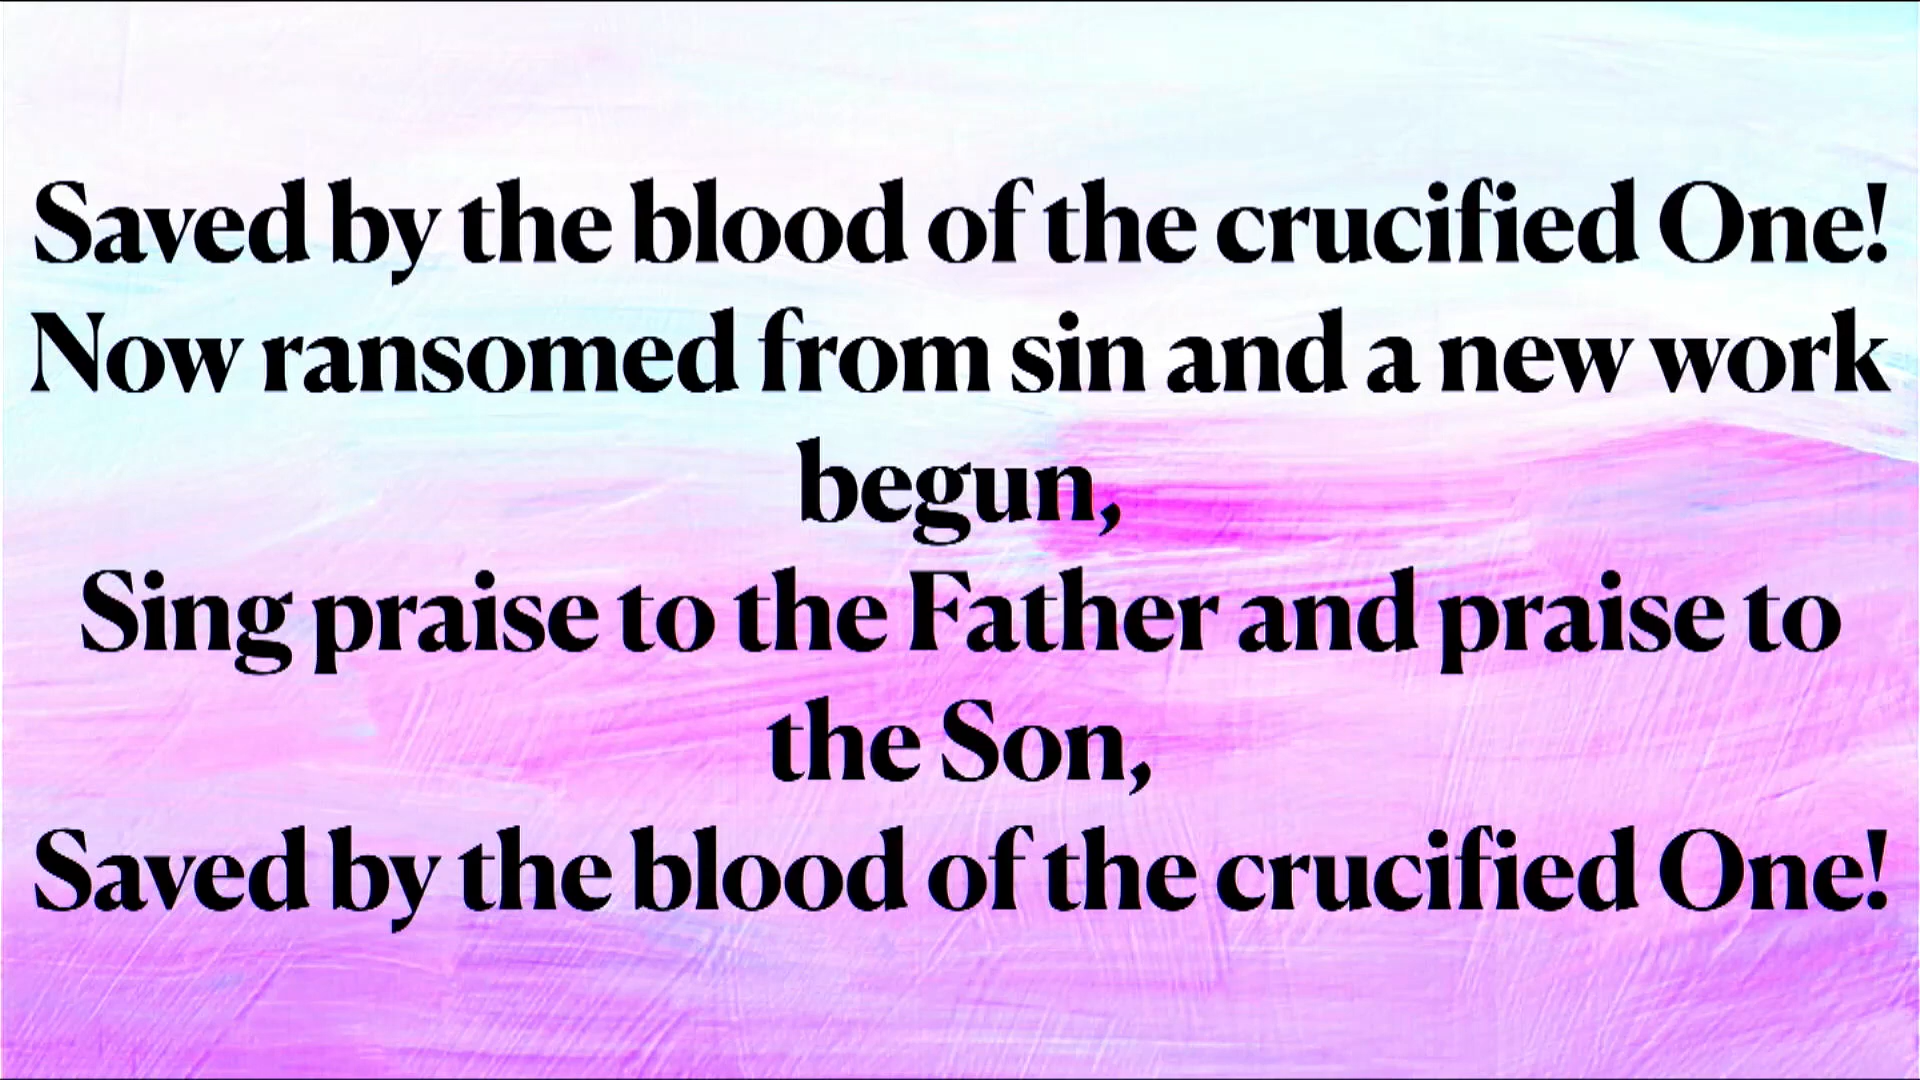 Saved by the blood of the crucified One!
Now ransomed from sin and a new work
begun,
Sing praise to the Father and praise to
the Son,
Saved by the blood of the crucified One!